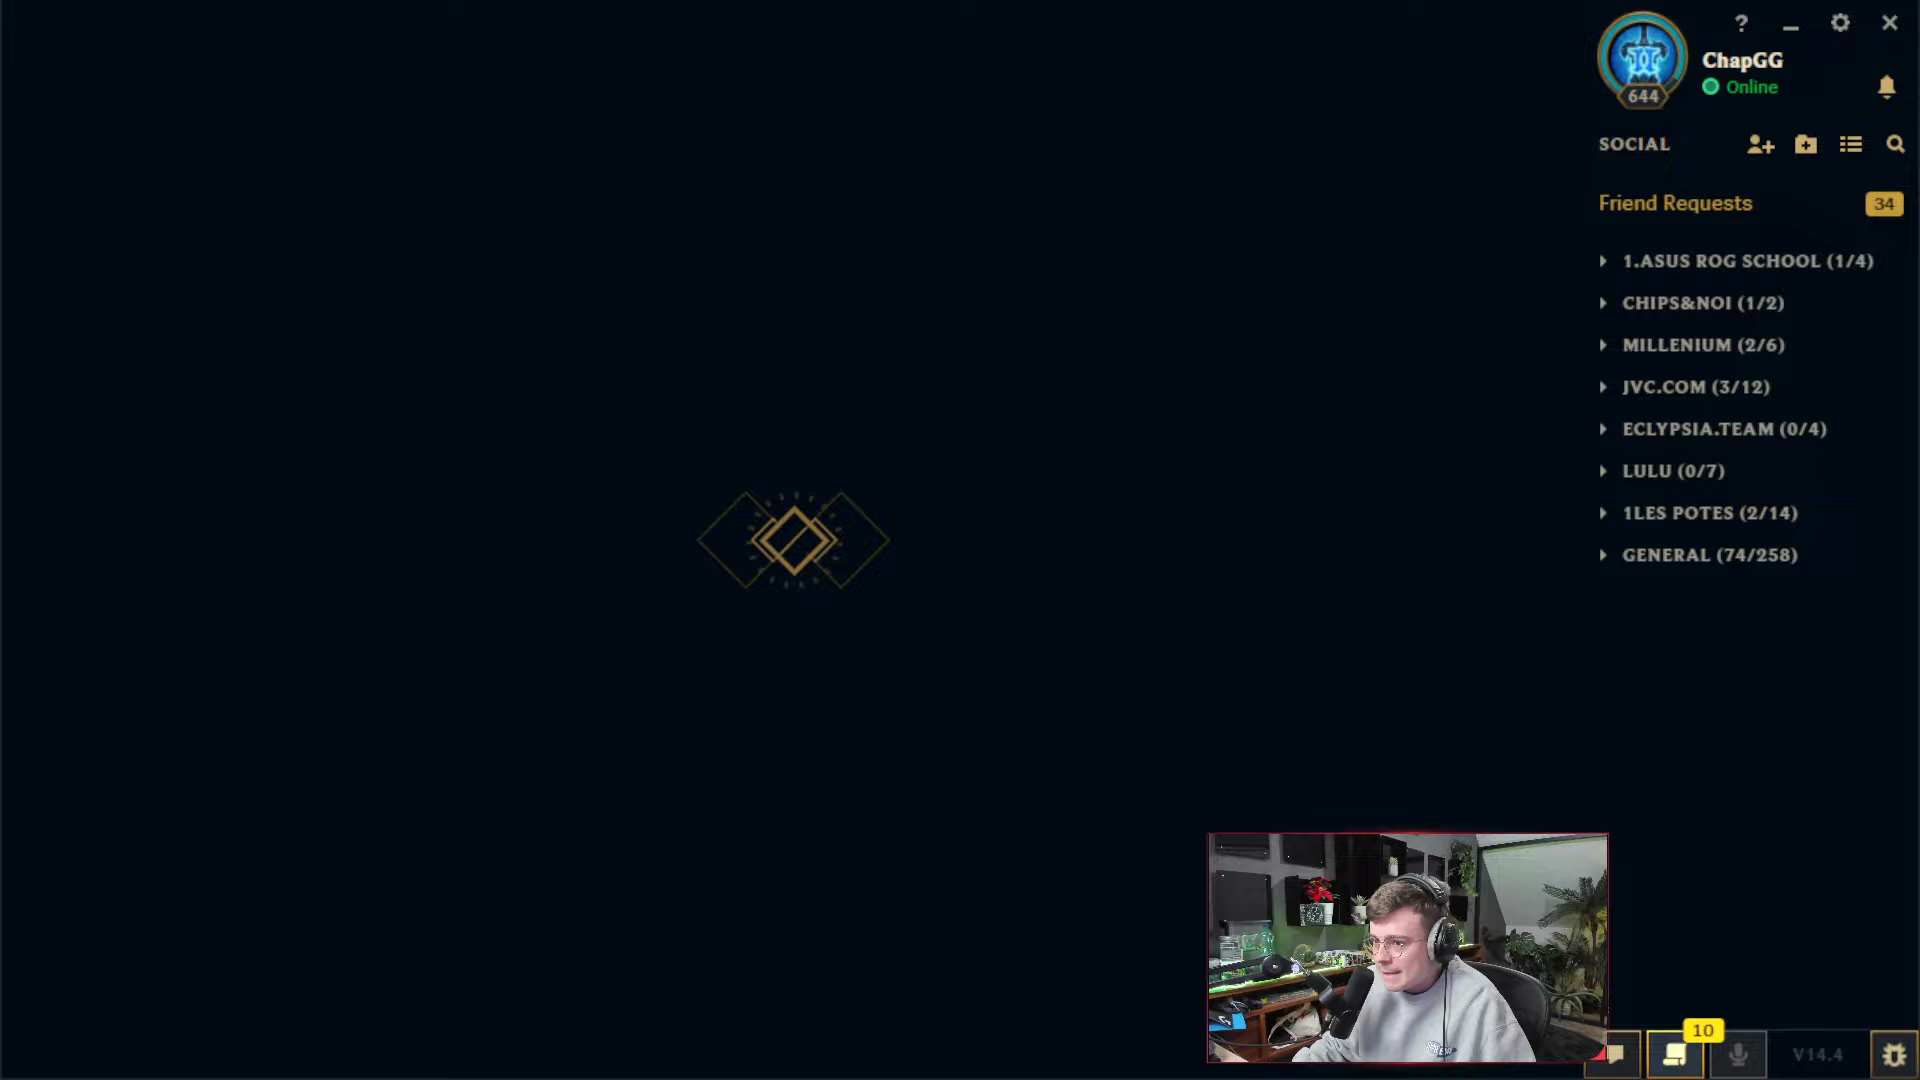 ?
ChapGG
644
Online
SOCIAL
Friend Requests
34
1.ASUS ROG SCHOOL (1/4)
CHIPS&NOI (1/2)
MILLENIUM (2/6)
JVC.COM (3/12)
ECLYPSIA.TEAM (0/4)
LULU (0/7)
1LES POTES (2/14)
GENERAL (74/258)
10
V14.4